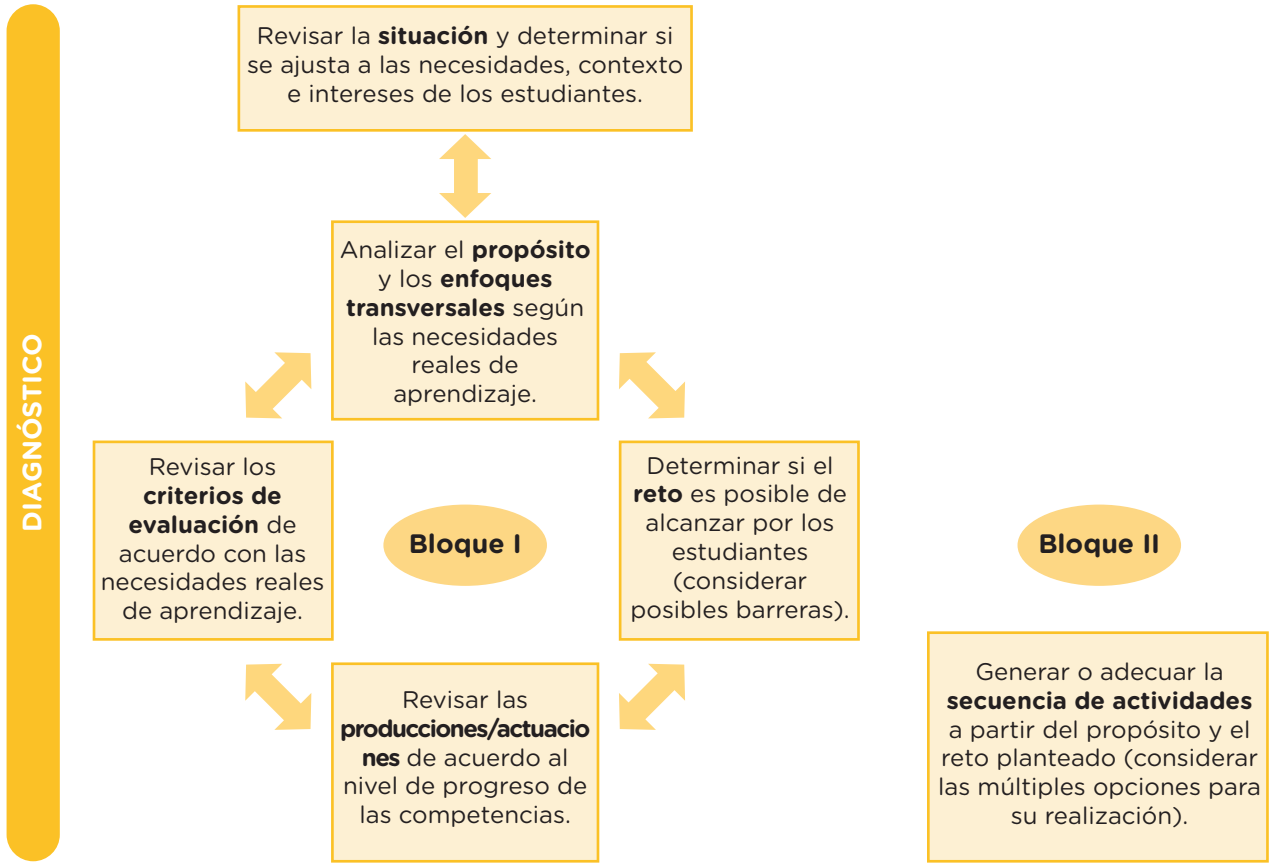 DIAGNÓSTICO
Revisar la situación y determinar si
se ajusta a las necesidades, contexto
e intereses de los estudiantes.
Analizar el propósito
y los enfoques
transversales según
las necesidades
reales de
aprendizaje.
Revisar los
criterios de
evaluación de
acuerdo con las
necesidades reales
de aprendizaje.
Bloque I
Determinar si el
reto es posible de
alcanzar por los
estudiantes
(considerar
posibles barreras).
Revisar las
producciones/actuacio
nes de acuerdo al
nivel de progreso de
las competencias.
Bloque II
Generar o adecuar la
secuencia de actividades
a partir del propósito y el
reto planteado (considerar
las múltiples opciones para
su realización).